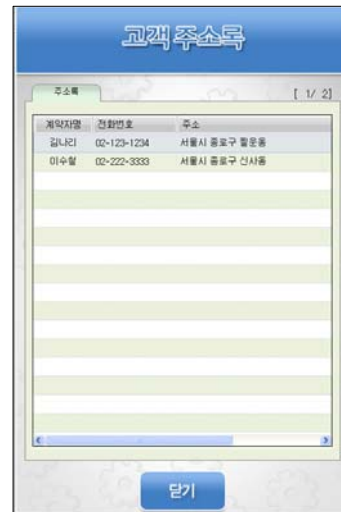 고객 주소록
주소록 [ 1/ 2]
계약자명 전화번호 주소
김나리 02-123-1234 서울시 종로구 팔운동
이수철 02-222-3333 서울시 종로구 신사동
닫기